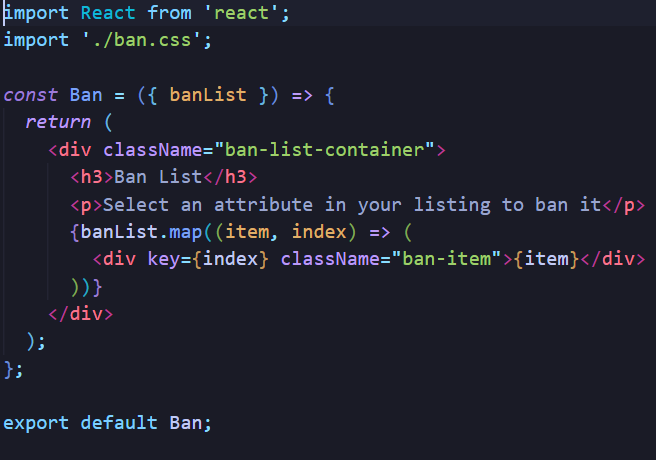 import React from 'react';
import './ban.css';
const Ban = ({ banList }) => {
return (
<div className="ban-list-container">
<h3>Ban List</h3>
<p>Select an attribute in your listing to ban it</p>
{banList.map((item, index) => (
<div key={index} className="ban-item">{item}</div>
))}
</div>
);
};
export default Ban;